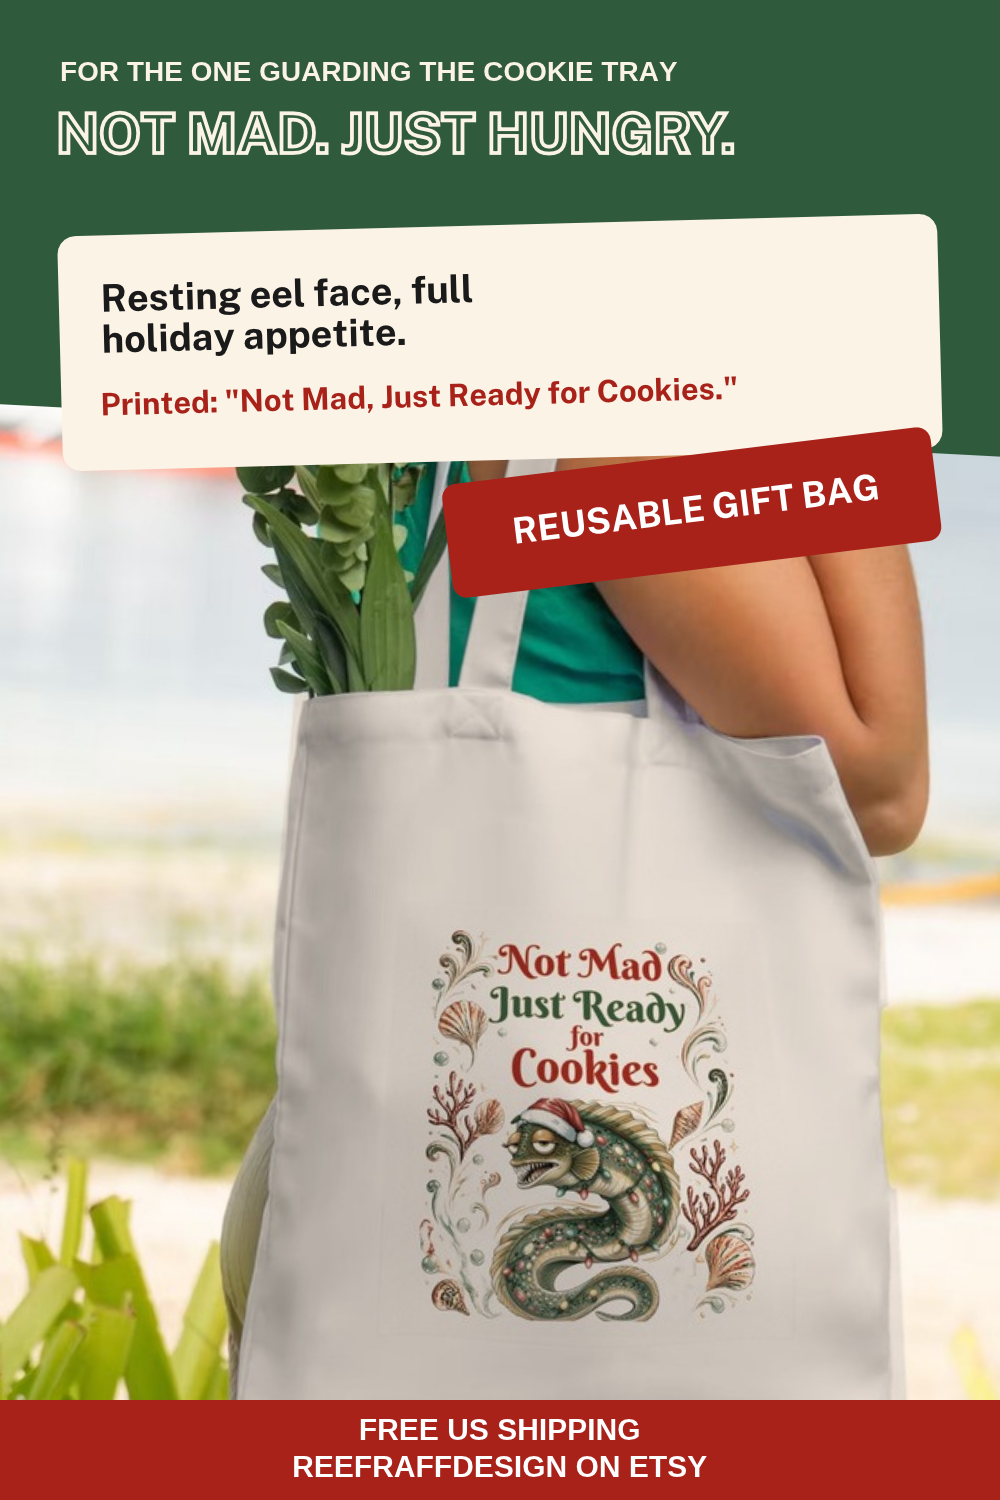 FOR THE ONE GUARDING THE COOKIE TRAY
NOT MAD. JUST HUNGRY.
Resting eel face, full
holiday appetite.
Printed: "Not Mad, Just Ready for Cookies."
REUSABLE GIFT BAG
Not Mad
Just Ready
for
Cookies
FREE US SHIPPING
REEFRAFFDESIGN ON ETSY